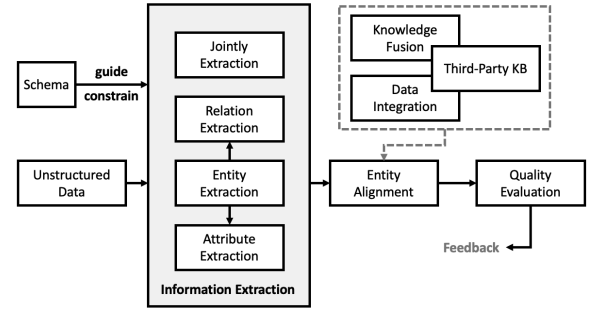 Schema
guide
constrain
Unstructured
Data
Jointly
Extraction
Relation
Extraction
Entity
Extraction
Attribute
Extraction
Information Extraction
Knowledge
Fusion
Third-Party KB
Data
Integration
Entity
Alignment
Quality
Evaluation
Feedback